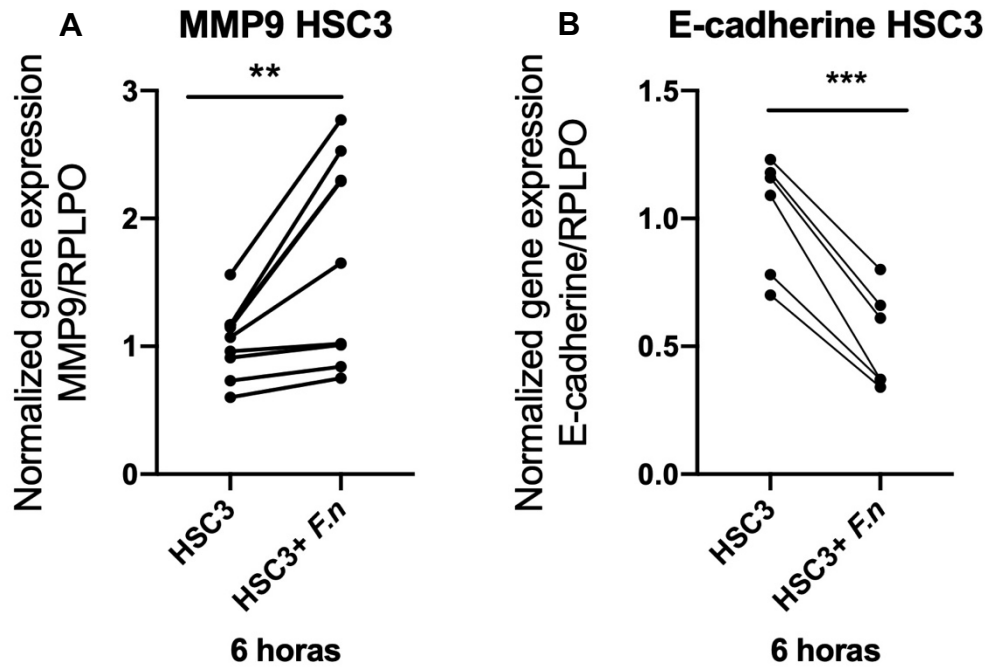 A
MMP9 HSC3
Normalized gene expression
MMP9/RPLPO
**
3
2
1
0
HSC3
HSC3+ F.n
6 horas
B
E-cadherine HSC3
Normalized gene expression
E-cadherine/RPLPO
***
1.5
1.0
0.5
0.0
HSC3
HSC3+ F.n
6 horas